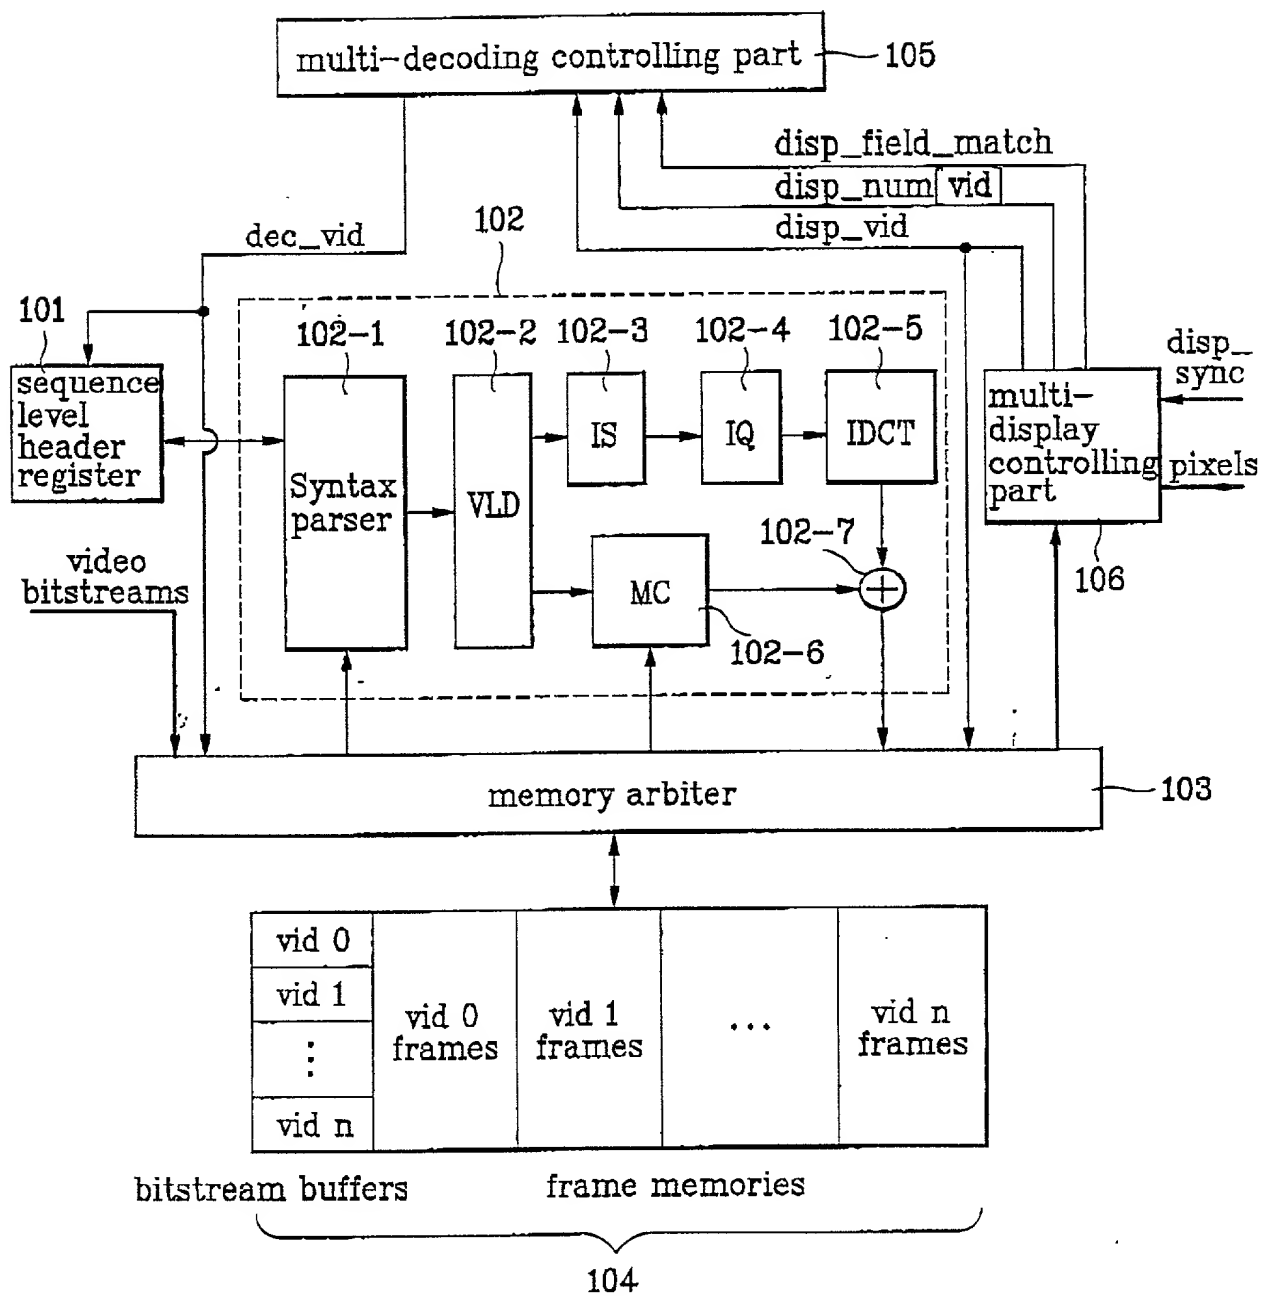 multi-decoding controlling part
105
disp_field_match
disp_num vid
disp_vid
dec_vid
102
101
102-1
102-2
102-3
102-4
102-5
disp_
sync
sequence
level
header
register
Syntax
parser
VLD
IS
IQ
IDCT
multi-
display
controlling
part
pixels
102-7
106
video
bitstreams
MC
102-6
memory arbiter
103
vid 0
vid 1
⋮
vid n
vid 0
frames
vid 1
frames
...
vid n
frames
bitstream buffers
frame memories
104